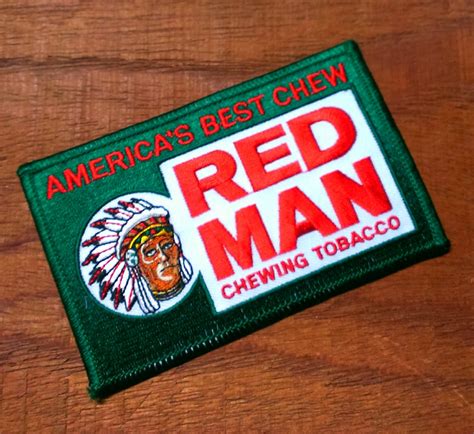 AMERICA'S BEST CHEW
RED
MAN
CHEWING TOBACCO